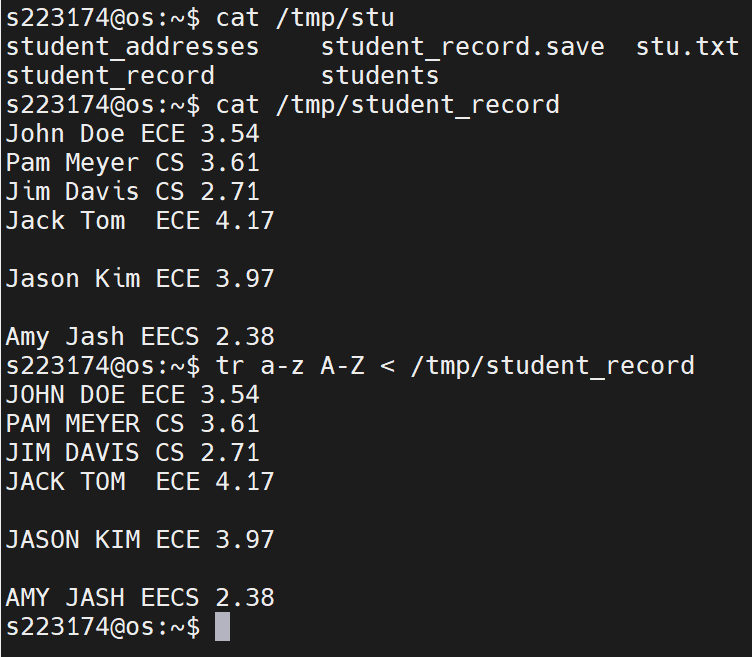 s223174@os:~$ cat /tmp/stu
student_addresses    student_record.save  stu.txt
student_record       students
s223174@os:~$ cat /tmp/student_record
John Doe ECE 3.54
Pam Meyer CS 3.61
Jim Davis CS 2.71
Jack Tom  ECE 4.17

Jason Kim ECE 3.97

Amy Jash EECS 2.38
s223174@os:~$ tr a-z A-Z < /tmp/student_record
JOHN DOE ECE 3.54
PAM MEYER CS 3.61
JIM DAVIS CS 2.71
JACK TOM  ECE 4.17

JASON KIM ECE 3.97

AMY JASH EECS 2.38
s223174@os:~$